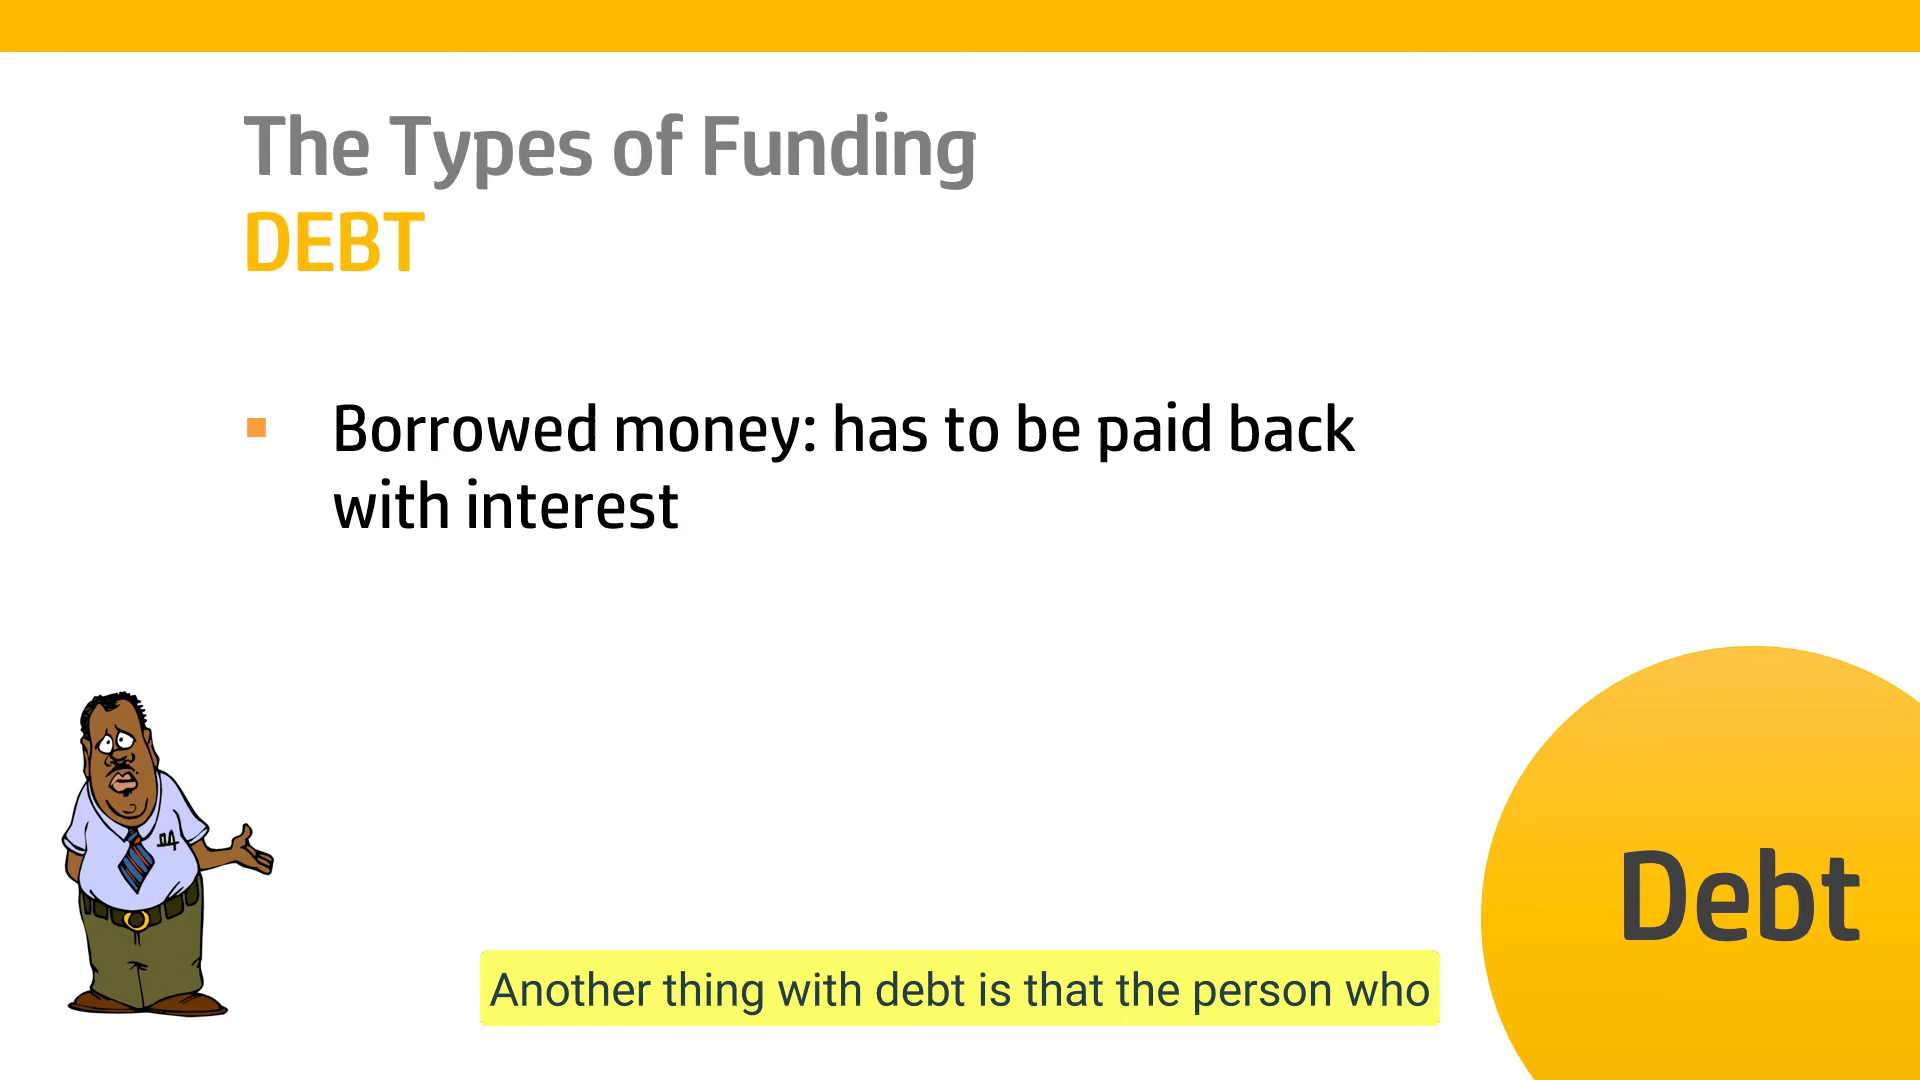 The Types of Funding
DEBT
Borrowed money: has to be paid back
with interest
Debt
Another thing with debt is that the person who